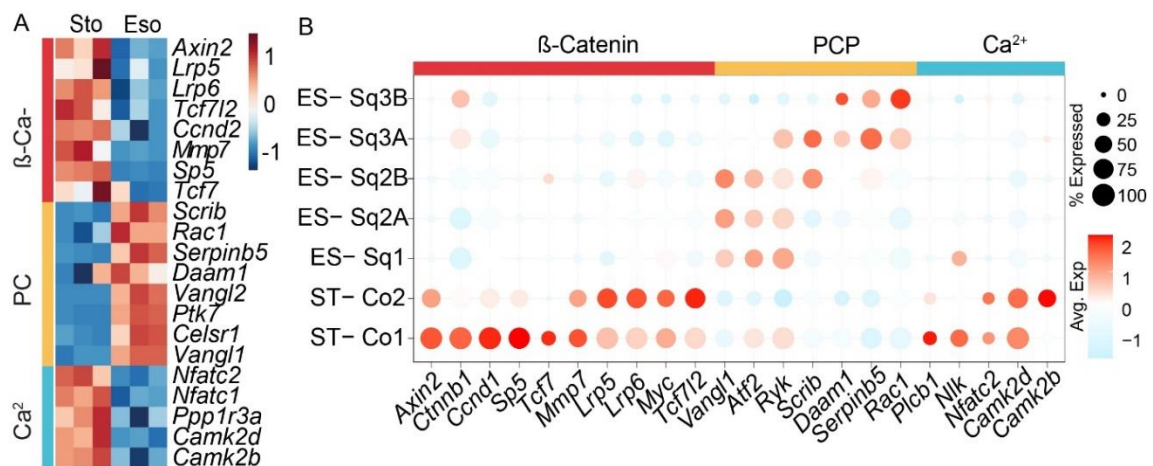 A
Sto Eso
Axin2
Lrp5
Lrp6
Tcf7l2
Ccnd2
Mmp7
Sp5
Tcf7
Scrib
Rac1
Serpinb5
Daam1
Vangl2
Ptk7
Celsr1
Vangl1
Nfatc2
Nfatc1
Ppp1r3a
Camk2d
Camk2b
ß-Ca-
PC
Ca²
1
0
-1
B
ß-Catenin PCP Ca²⁺
ES- Sq3B
ES- Sq3A
ES- Sq2B
ES- Sq2A
ES- Sq1
ST- Co2
ST- Co1
Axin2
Ctnnb1
Ccnd1
Sp5
Tcf7
Mmp7
Lrp5
Lrp6
Myc
Tcf7l2
Vangl1
Atf2
Ryk
Scrib
Daam1
Serpinb5
Rac1
Plcb1
Nlk
Nfatc2
Camk2d
Camk2b
% Expressed
0
25
50
75
100
Avg. Exp
2
1
0
-1